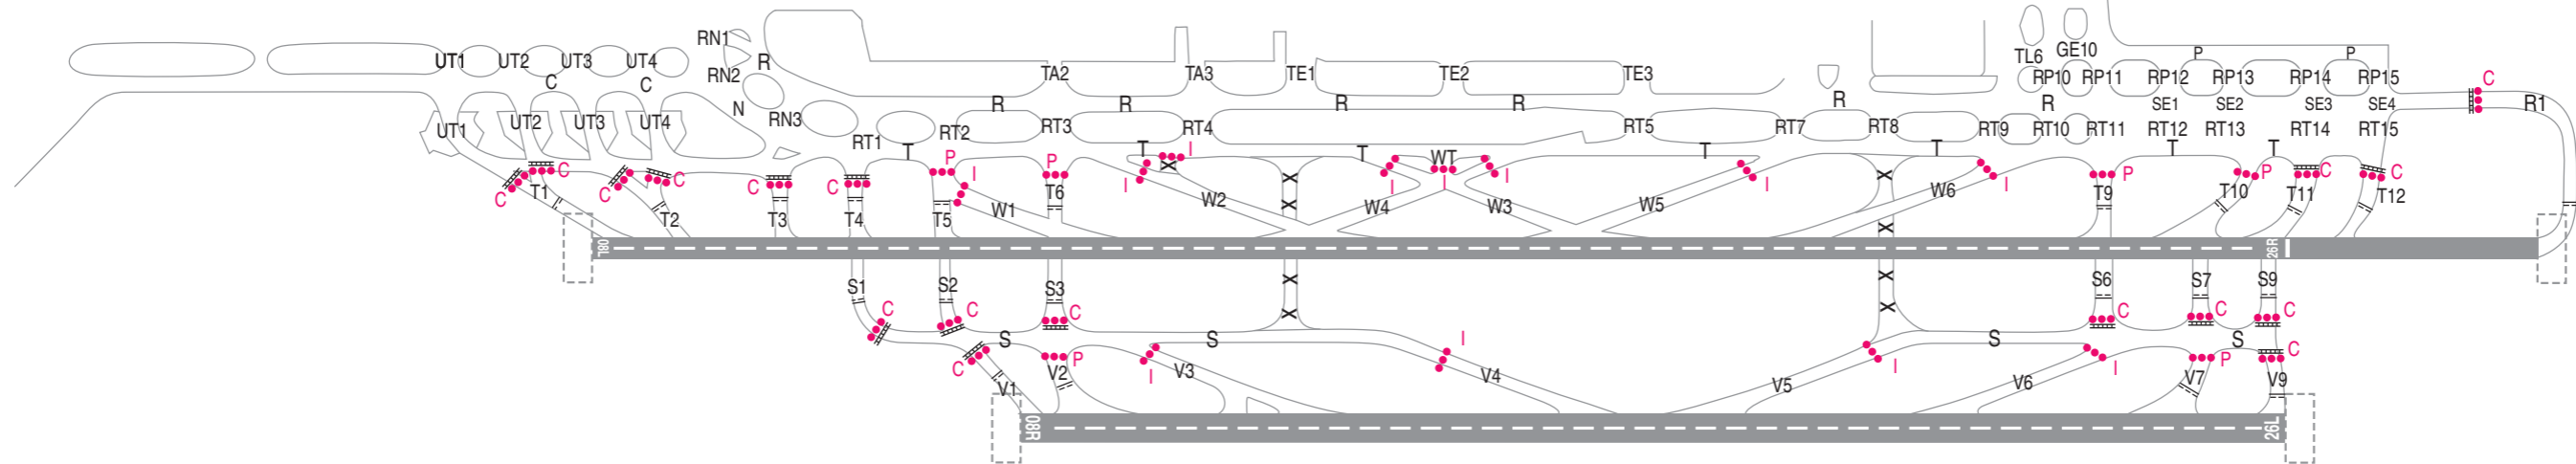 RN1
TL6 GE10 P P
UT1 UT2 UT3 UT4 R
RN2 TA2 TA3 TE1 TE2 TE3 RP10 RP11 RP12 RP13 RP14 RP15 C
C C
N R R R R R R SE1 SE2 SE3 SE4 R1
RN3
UT1 UT2 UT3 UT4 RT1 RT2 RT3 RT4 RT5 RT7 RT8 RT9 RT10 RT11 RT12 RT13 RT14 RT15
T T T WT T T T T
C P P I X I I I I P P C C
C T1 C C C C I I X X
T2 T3 T4 T5 T6 W1 W2 W4 W3 W5 W6 T9 T10 T11 T12
X X
08L 26R
S1 S2 S3 X X S6 S7 S9
C C C X X C C C
S S S S
C P I I I I P C
V1 V2 V3 V4 V5 V6 V7 V9
08R 26L